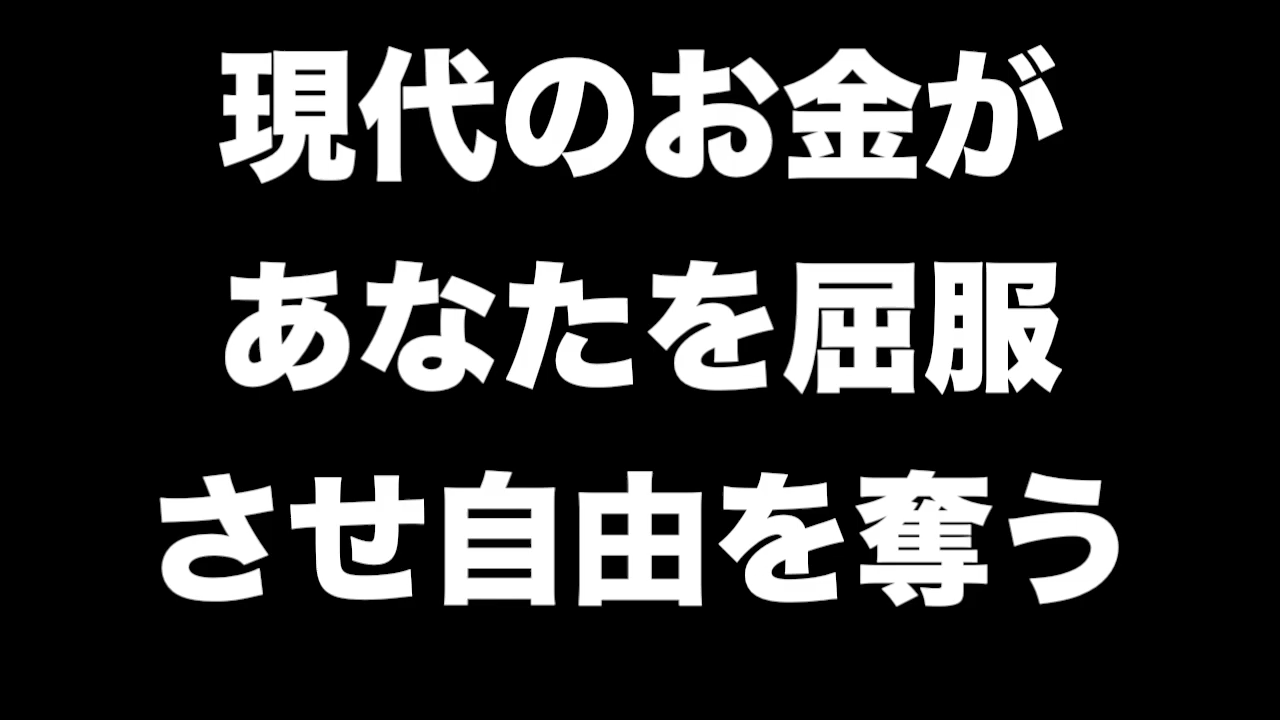 現代のお金が
あなたを屈服
させ自由を奪う